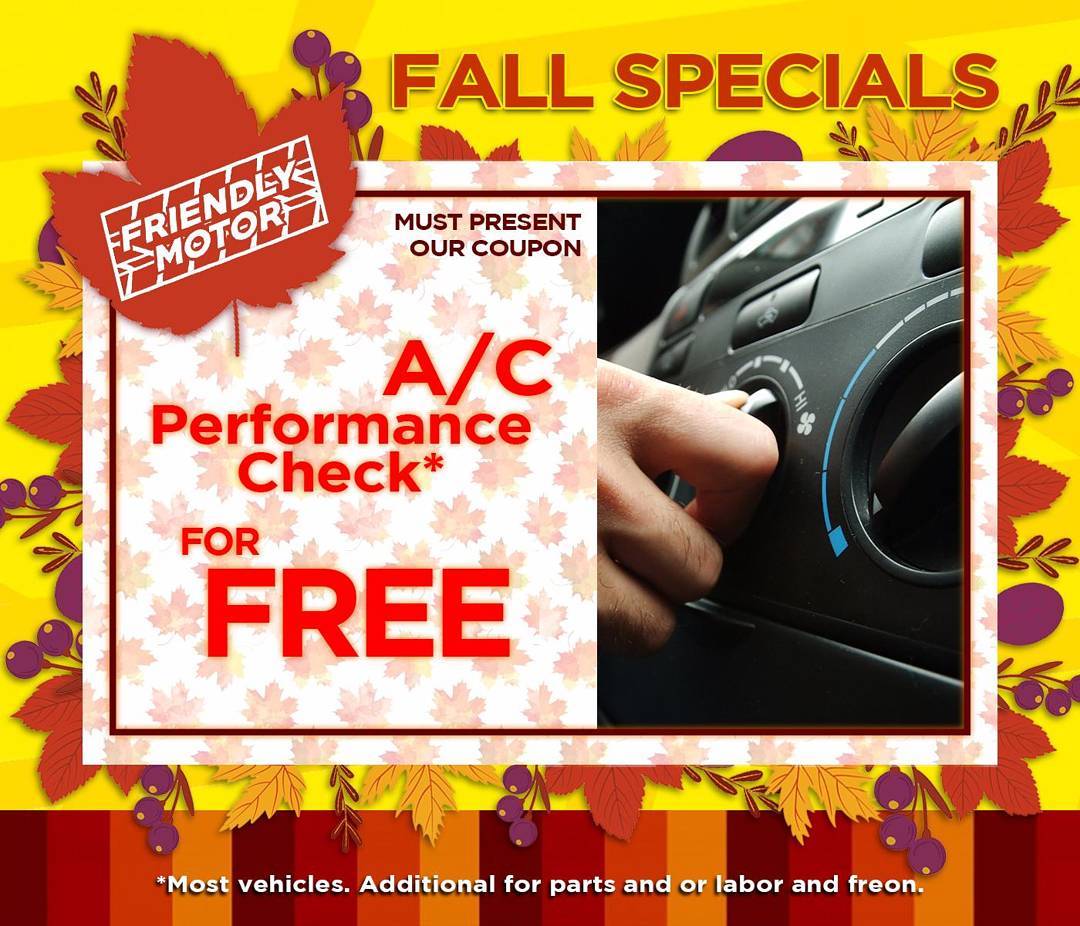 FALL SPECIALS
FRIENDLY
MOTOR
MUST PRESENT
OUR COUPON
A/C
Performance
Check*
FOR
FREE
HI
*Most vehicles. Additional for parts and or labor and freon.